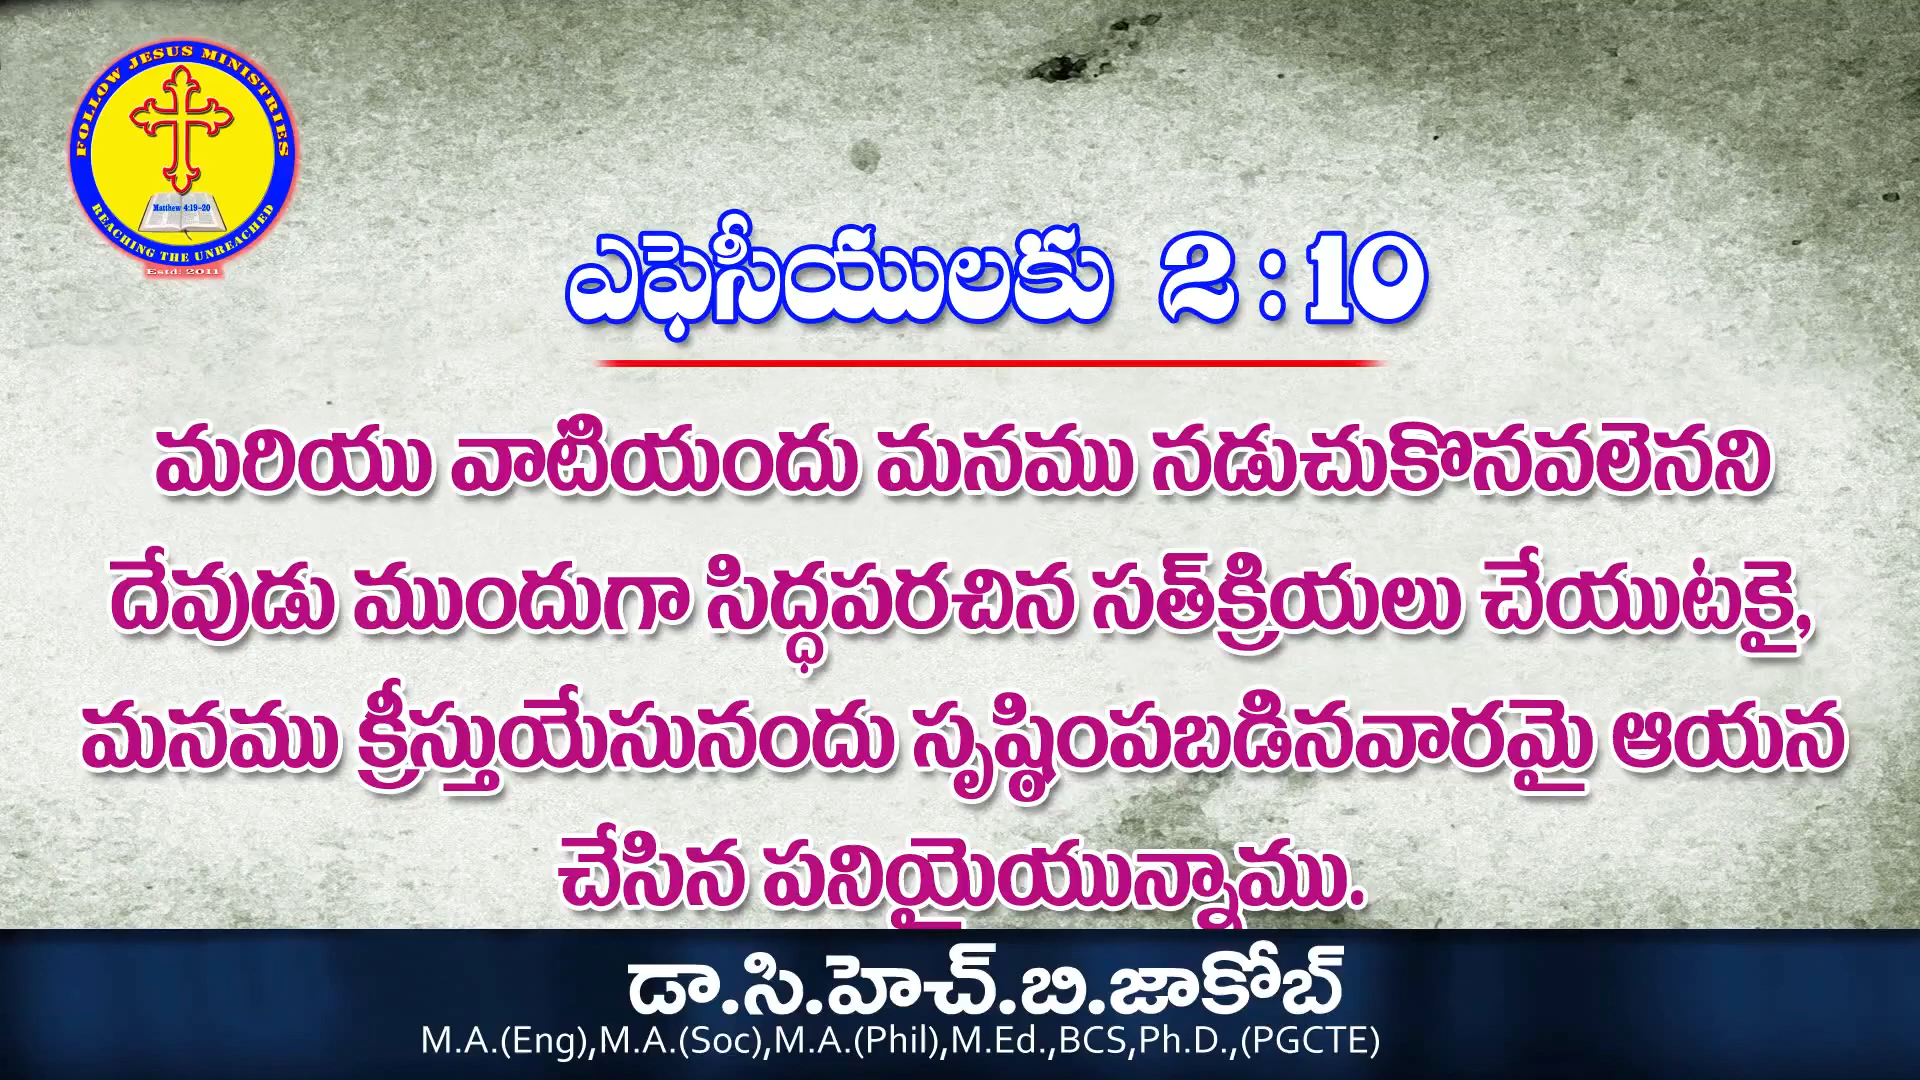 FOLLOW JESUS MINISTRIES
Matthew 4:19-20
REACHING THE UNREACHED
Estd: 2011
ఎఫెసీయులకు 2:10
మరియు వాటియందు మనము నడుచుకొనవలెనని
దేవుడు ముందుగా సిద్ధపరచిన సత్‌క్రియలు చేయుటకై,
మనము క్రీస్తుయేసునందు సృష్ఠింపబడినవారమై ఆయన
చేసిన పనియైయున్నాము.
డా.సి.హెచ్.బి.జాకోబ్
M.A.(Eng),M.A.(Soc),M.A.(Phil),M.Ed.,BCS,Ph.D.,(PGCTE)